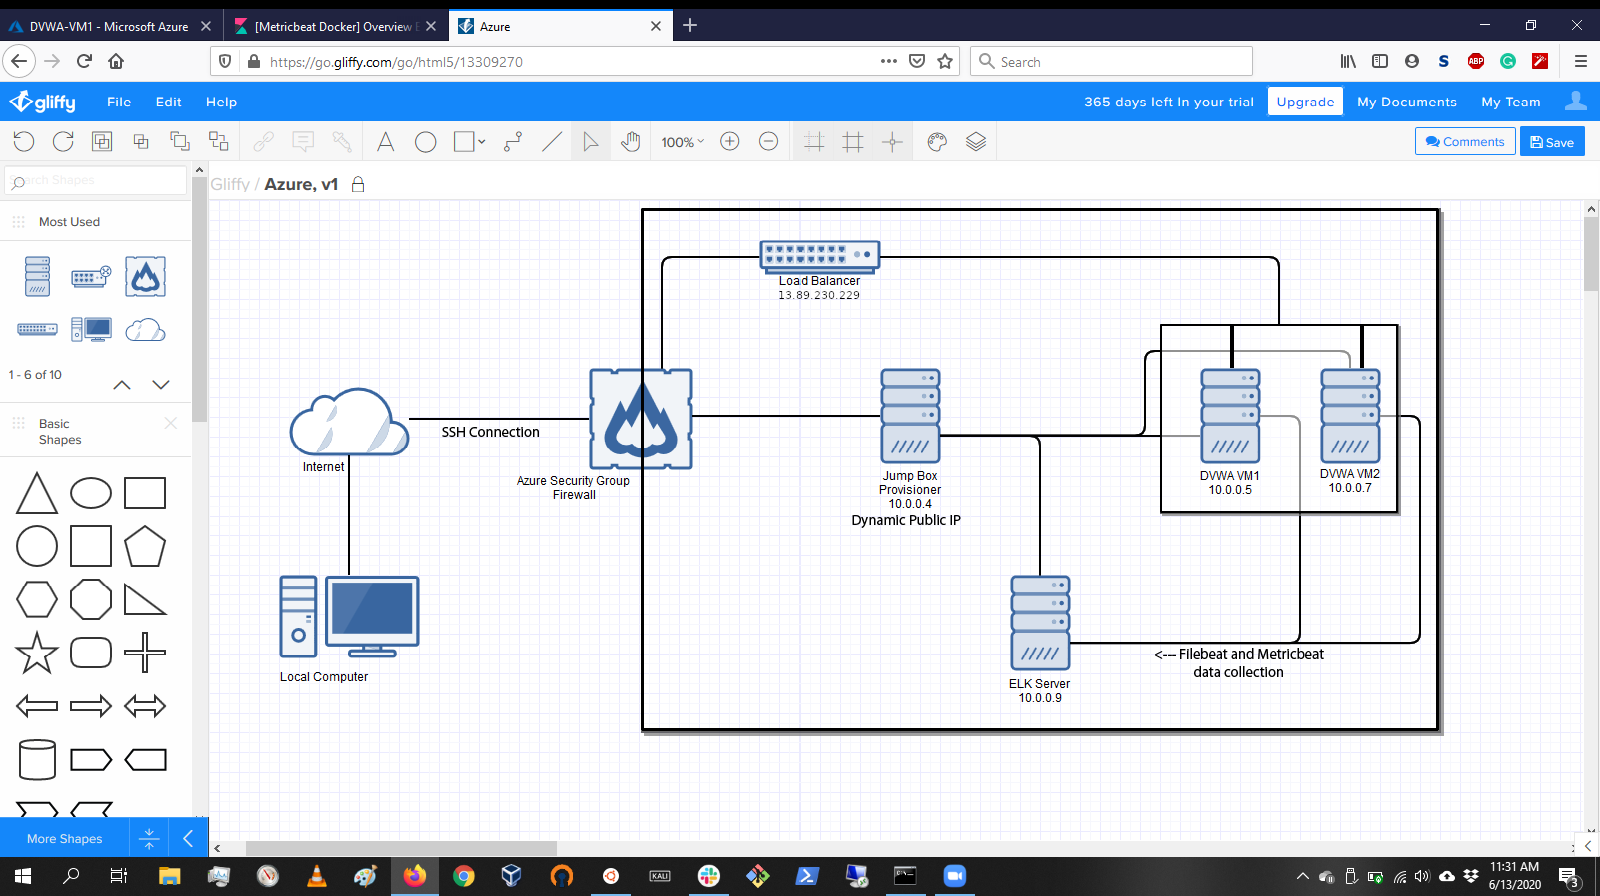 DVWA-VM1 - Microsoft Azure
[Metricbeat Docker] Overview
Azure
https://go.gliffy.com/go/html5/13309270
Search
S
ABP
G
gliffy
File
Edit
Help
365 days left in your trial
Upgrade
My Documents
My Team
A
100%
Comments
Save
Search Shapes
Gliffy / Azure, v1
Most Used
1 - 6 of 10
Basic
Shapes
More Shapes
Load Balancer
13.89.230.229
SSH Connection
Internet
Azure Security Group
Firewall
Jump Box
Provisioner
10.0.0.4
Dynamic Public IP
DVWA VM1
10.0.0.5
DVWA VM2
10.0.0.7
Local Computer
<--- Filebeat and Metricbeat
data collection
ELK Server
10.0.0.9
KALI
11:31 AM
6/13/2020
3